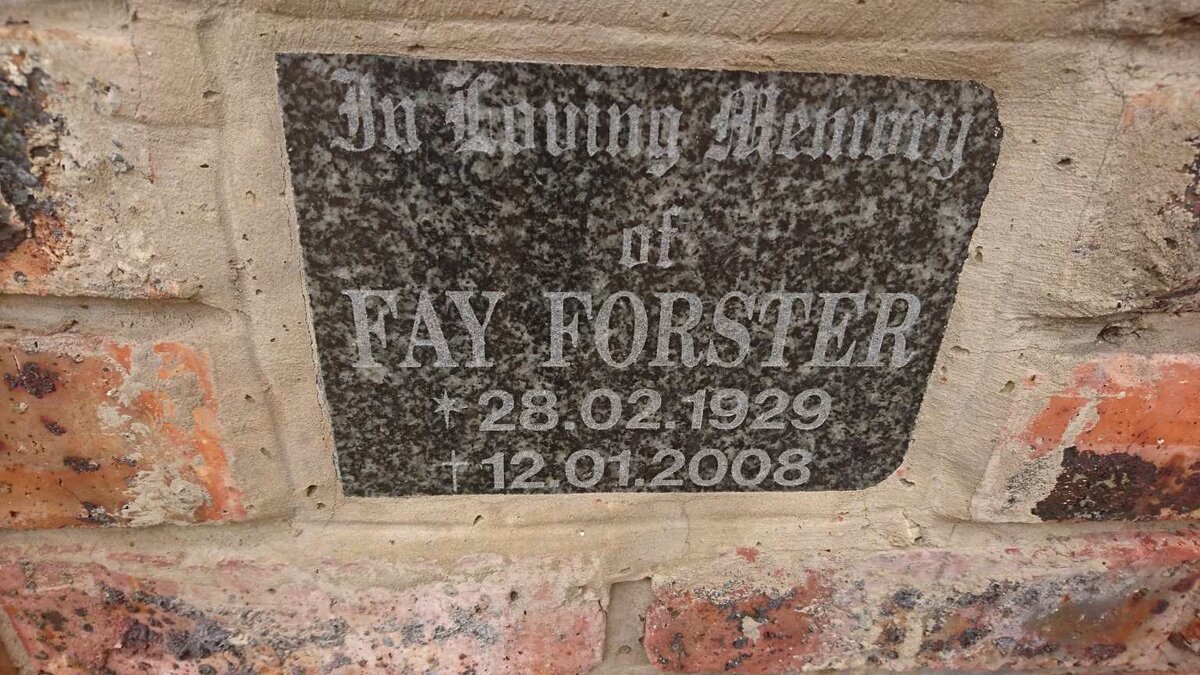 In Loving Memory
of
FAY FORSTER
* 28.02.1929
† 12.01.2008